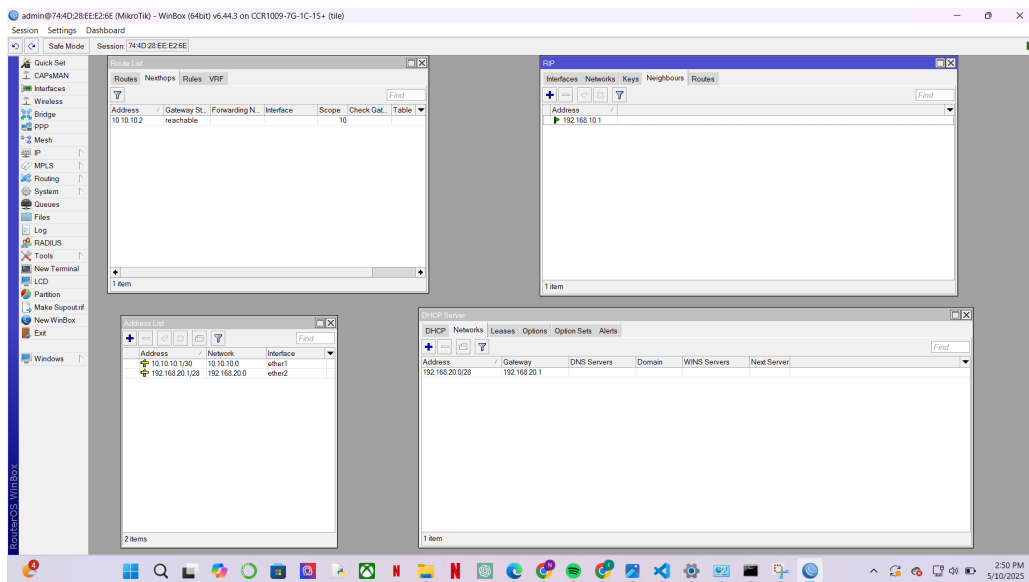 admin@74:4D:28:EE:E2:6E (MikroTik) - WinBox (64bit) v6.44.3 on CCR1009-7G-1C-1S+ (tile)
Session Settings Dashboard
Safe Mode Session: 74:4D:28:EE:E2:6E
Quick Set
CAPsMAN
Interfaces
Wireless
Bridge
PPP
Mesh
IP
MPLS
Routing
System
Queues
Files
Log
RADIUS
Tools
New Terminal
LCD
Partition
Make Supout.rif
New WinBox
Exit
Windows
RouterOS WinBox
Route List
Routes Nexthops Rules VRF
Find
Address Gateway St... Forwarding N... Interface Scope Check Gat... Table
10.10.10.2 reachable 10
1 item
RIP
Interfaces Networks Keys Neighbours Routes
Find
Address
192.168.10.1
1 item
Address List
Find
Address Network Interface
10.10.10.1/30 10.10.10.0 ether1
192.168.20.1/28 192.168.20.0 ether2
2 items
DHCP Server
DHCP Networks Leases Options Option Sets Alerts
Find
Address Gateway DNS Servers Domain WINS Servers Next Server
192.168.20.0/28 192.168.20.1
1 item
2:50 PM
5/10/2025